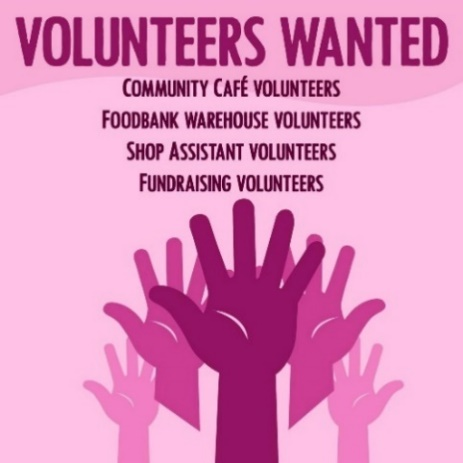 VOLUNTEERS WANTED
COMMUNITY CAFÉ VOLUNTEERS
FOODBANK WAREHOUSE VOLUNTEERS
SHOP ASSISTANT VOLUNTEERS
FUNDRAISING VOLUNTEERS